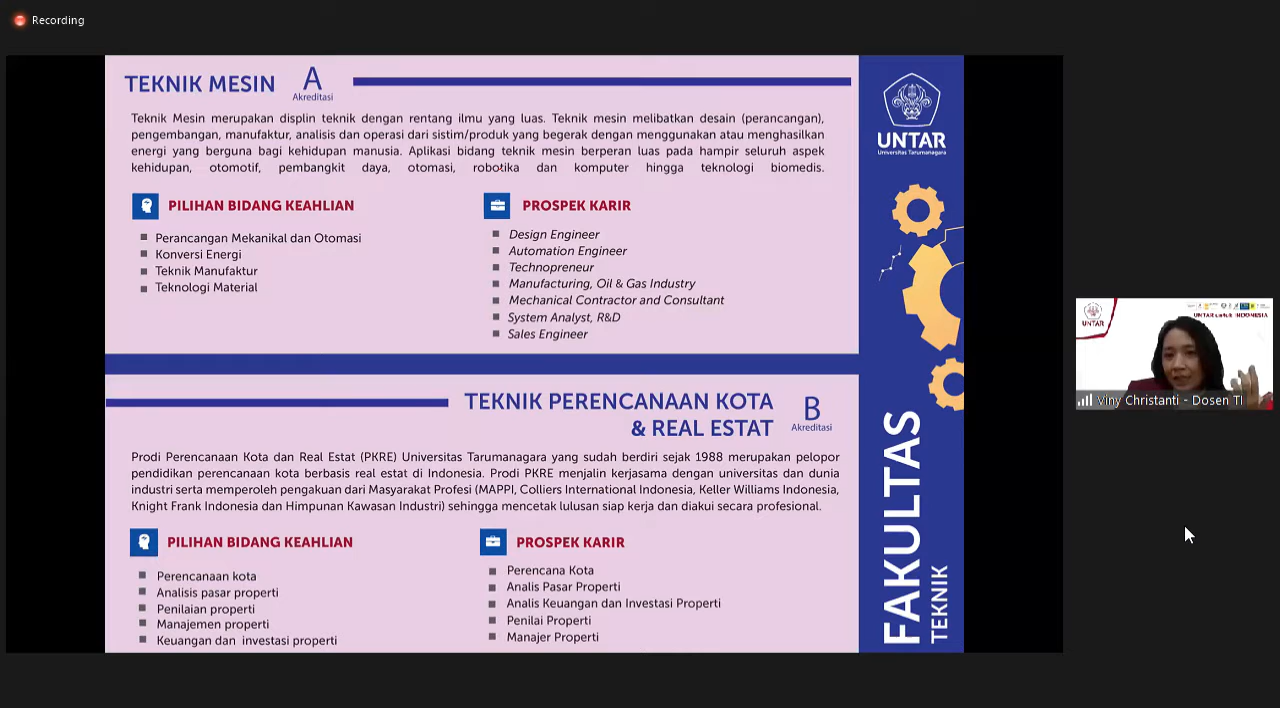 Recording
TEKNIK MESIN
A
Akreditasi
Teknik Mesin merupakan displin teknik dengan rentang ilmu yang luas. Teknik mesin melibatkan desain (perancangan),
pengembangan, manufaktur, analisis dan operasi dari sistim/produk yang begerak dengan menggunakan atau menghasilkan
energi yang berguna bagi kehidupan manusia. Aplikasi bidang teknik mesin berperan luas pada hampir seluruh aspek
kehidupan, otomotif, pembangkit daya, otomasi, robotika dan komputer hingga teknologi biomedis.
PILIHAN BIDANG KEAHLIAN
Perancangan Mekanikal dan Otomasi
Konversi Energi
Teknik Manufaktur
Teknologi Material
PROSPEK KARIR
Design Engineer
Automation Engineer
Technopreneur
Manufacturing, Oil & Gas Industry
Mechanical Contractor and Consultant
System Analyst, R&D
Sales Engineer
TEKNIK PERENCANAAN KOTA
& REAL ESTAT
B
Akreditasi
Prodi Perencanaan Kota dan Real Estat (PKRE) Universitas Tarumanagara yang sudah berdiri sejak 1988 merupakan pelopor
pendidikan perencanaan kota berbasis real estat di Indonesia. Prodi PKRE menjalin kerjasama dengan universitas dan dunia
industri serta memperoleh pengakuan dari Masyarakat Profesi (MAPPI, Colliers International Indonesia, Keller Williams Indonesia,
Knight Frank Indonesia dan Himpunan Kawasan Industri) sehingga mencetak lulusan siap kerja dan diakui secara profesional.
PILIHAN BIDANG KEAHLIAN
Perencanaan kota
Analisis pasar properti
Penilaian properti
Manajemen properti
Keuangan dan investasi properti
PROSPEK KARIR
Perencana Kota
Analis Pasar Properti
Analis Keuangan dan Investasi Properti
Penilai Properti
Manajer Properti
UNTAR
Universitas Tarumanagara
FAKULTAS
TEKNIK
UNTAR
UNTAR untuk INDONESIA
Viny Christanti - Dosen TI